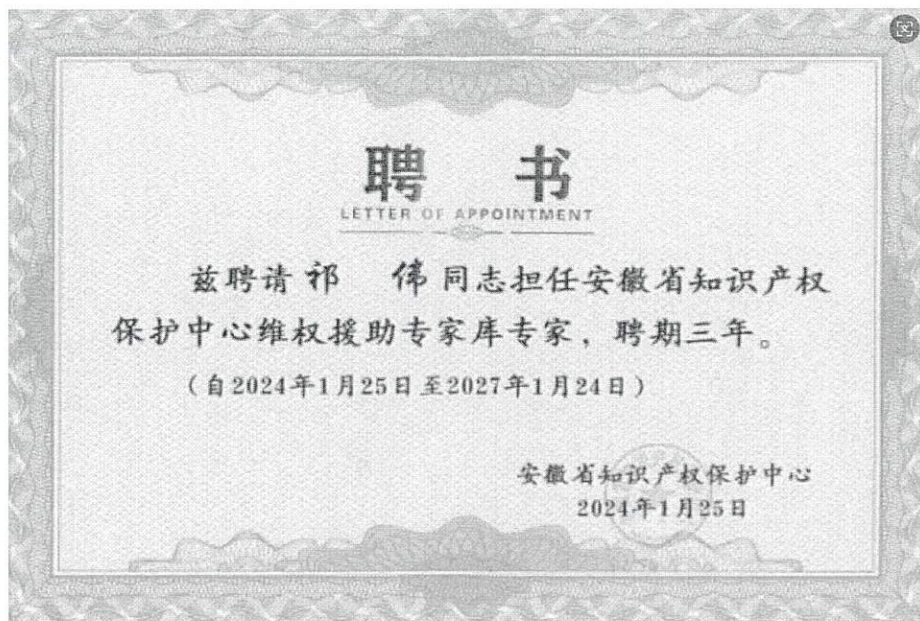 聘 书
LETTER OF APPOINTMENT
兹聘请祁 伟同志担任安徽省知识产权
保护中心维权援助专家库专家，聘期三年。
（自2024年1月25日至2027年1月24日）
安徽省知识产权保护中心
2024年1月25日